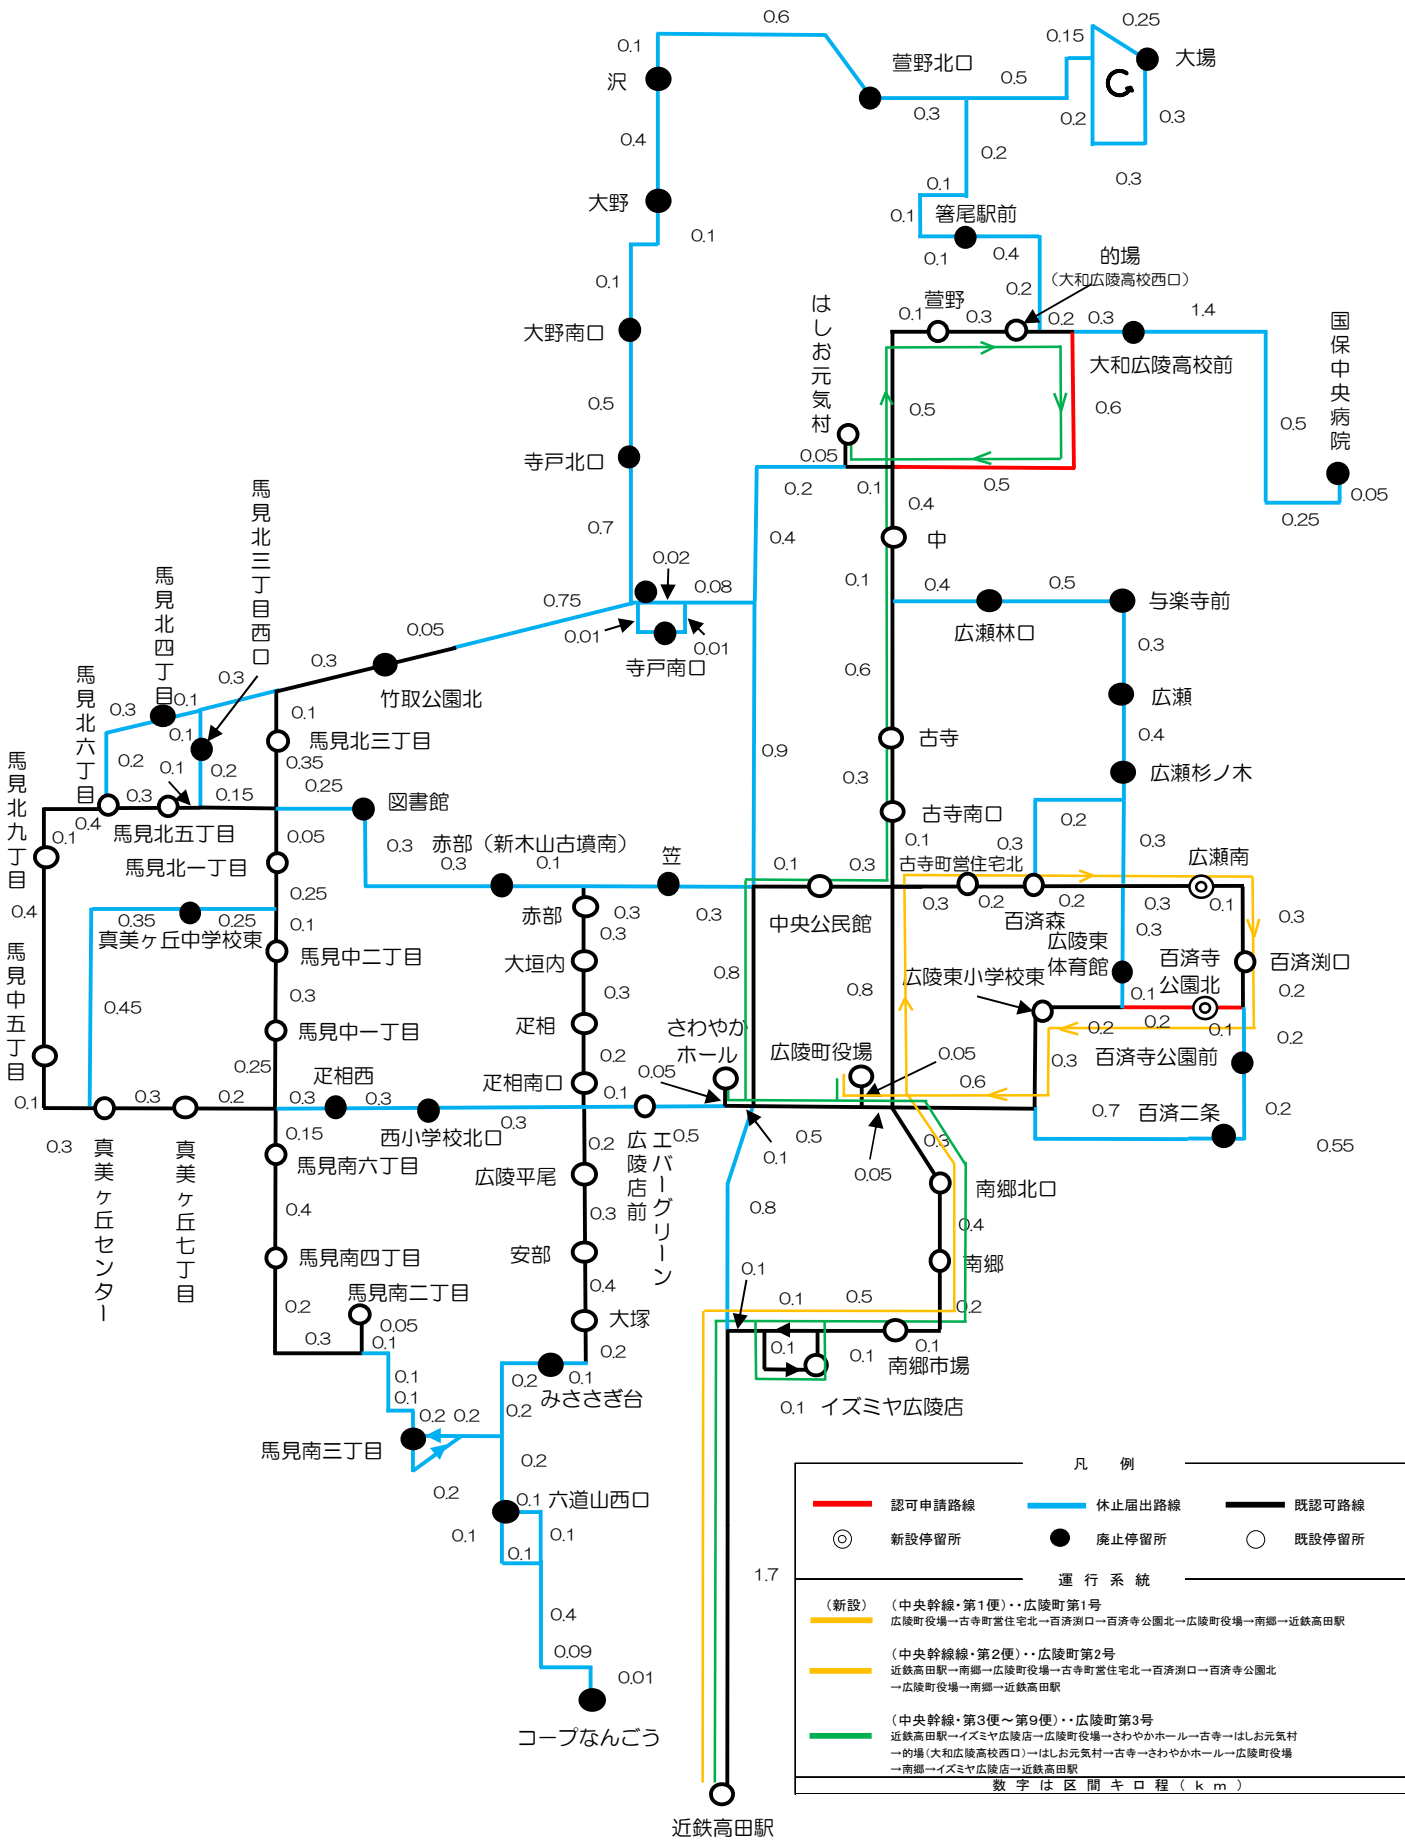 0.6
0.25
0.15
0.1
沢
萱野北口
大場
0.5
0.3
0.2
0.3
0.4
0.2
0.3
大野
0.1
0.1
箸尾駅前
0.1
0.1
0.4
的場
(大和広陵高校西口)
0.1
0.2
はしお元気村
萱野
0.1
0.3
0.2
0.3
1.4
国保中央病院
大野南口
大和広陵高校前
0.5
0.5
0.6
0.5
寺戸北口
0.05
0.2
0.1
0.5
0.05
0.25
馬見北三丁目西口
0.7
0.4
0.4
中
馬見北四丁目
0.02
0.08
0.1
0.4
0.5
与楽寺前
0.75
0.05
0.01
0.01
広瀬林口
0.3
馬見北六丁目
0.3
寺戸南口
0.6
0.3
竹取公園北
広瀬
0.1
0.3
0.1
馬見北三丁目
古寺
0.4
0.1
馬見北九丁目
0.2
0.1
0.2
0.35
0.9
0.3
広瀬杉ノ木
0.3
0.15
0.25
図書館
古寺南口
0.4
0.1
馬見北五丁目
0.05
0.2
馬見北一丁目
0.3
赤部(新木山古墳南)
笠
0.1
0.3
0.3
広瀬南
0.3
0.1
0.1
0.3
古寺町営住宅北
0.25
0.4
0.35
0.25
0.1
赤部
0.3
0.3
中央公民館
0.3
0.2
百済森
0.2
0.3
0.1
0.3
真美ヶ丘中学校東
0.3
0.3
馬見中五丁目
馬見中二丁目
大垣内
広陵東体育館
百済寺公園北
百済渕口
0.8
広陵東小学校東
0.45
0.3
0.3
0.8
0.1
0.2
馬見中一丁目
疋相
さわやかホール
広陵町役場
0.2
0.2
0.1
0.2
0.25
0.2
0.05
0.3
百済寺公園前
疋相西
疋相南口
0.05
0.6
0.1
0.3
0.2
0.3
0.3
0.1
0.7
百済二条
0.2
0.3
0.15
西小学校北口
0.3
0.2
広陵店前
エバーグリーン
0.5
0.1
0.5
0.05
0.3
0.55
真美ヶ丘センター
真美ヶ丘七丁目
馬見南六丁目
広陵平尾
南郷北口
0.4
0.3
0.8
0.4
馬見南四丁目
安部
南郷
馬見南二丁目
0.4
0.1
0.1
0.5
0.2
0.2
0.05
大塚
0.3
0.1
0.2
0.1
0.1
0.1
南郷市場
0.1
0.2
0.1
みささぎ台
0.1
イズミヤ広陵店
0.1
0.2
0.2
0.2
馬見南三丁目
0.2
0.2
0.1
六道山西口
0.1
0.1
0.1
0.4
1.7
0.09
0.01
コープなんごう
近鉄高田駅
凡　例
認可申請路線
休止届出路線
既認可路線
新設停留所
廃止停留所
既設停留所
運行系統
(新設)
(中央幹線・第1便)・・広陵町第1号
広陵町役場→古寺町営住宅北→百済渕口→百済寺公園北→広陵町役場→南郷→近鉄高田駅
(中央幹線線・第2便)・・広陵町第2号
近鉄高田駅→南郷→広陵町役場→古寺町営住宅北→百済渕口→百済寺公園北
→広陵町役場→南郷→近鉄高田駅
(中央幹線・第3便～第9便)・・広陵町第3号
近鉄高田駅→イズミヤ広陵店→広陵町役場→さわやかホール→古寺→はしお元気村
→的場(大和広陵高校西口)→はしお元気村→古寺→さわやかホール→広陵町役場
→南郷→イズミヤ広陵店→近鉄高田駅
数字は区間キロ程(km)